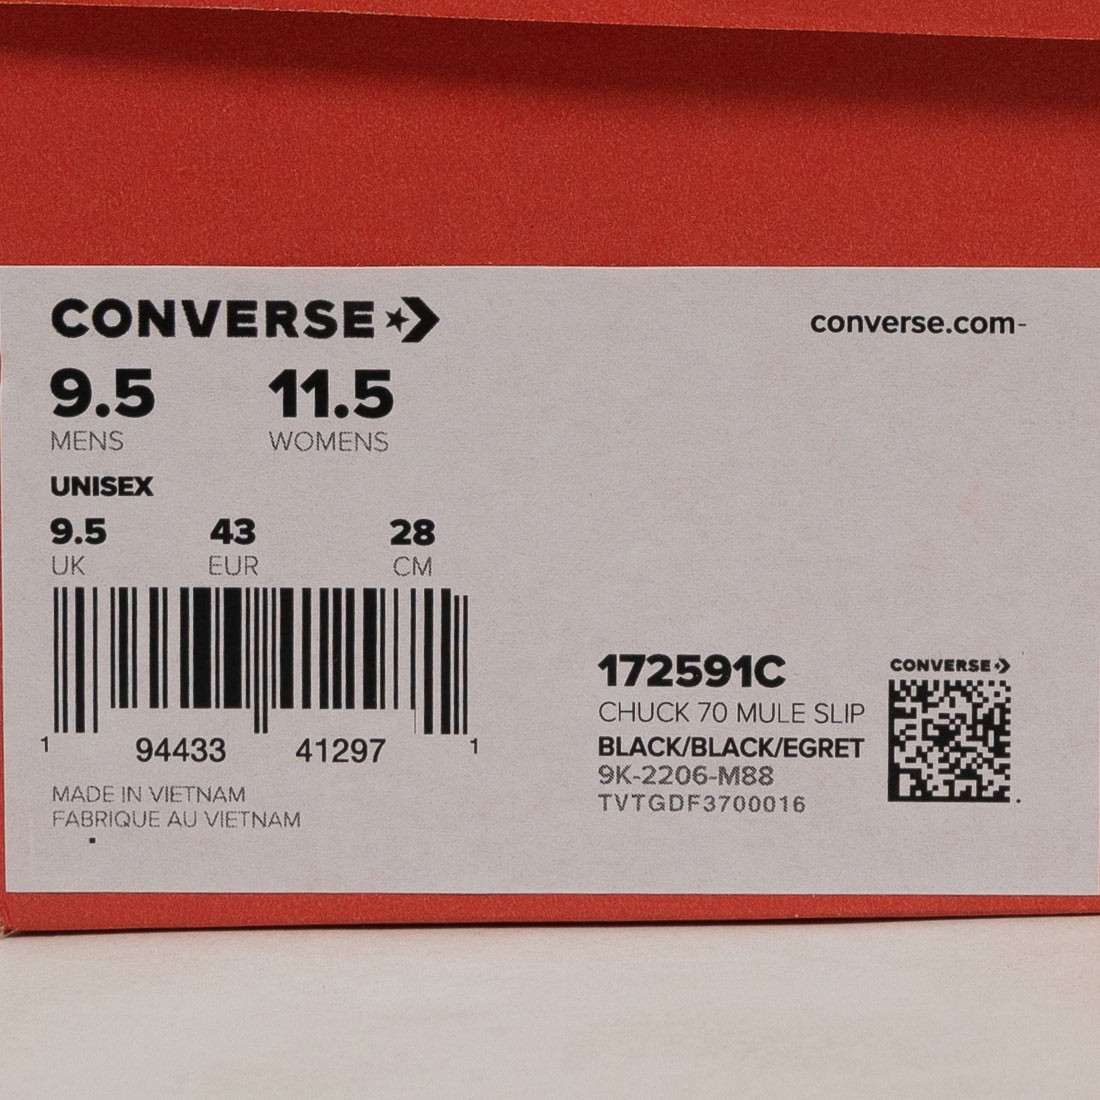 CONVERSE
converse.com-
9.5 11.5
MENS WOMENS
UNISEX
9.5 43 28
UK EUR CM
1 94433 41297 1
MADE IN VIETNAM
FABRIQUE AU VIETNAM
172591C
CHUCK 70 MULE SLIP
BLACK/BLACK/EGRET
9K-2206-M88
TVTGDF3700016
CONVERSE